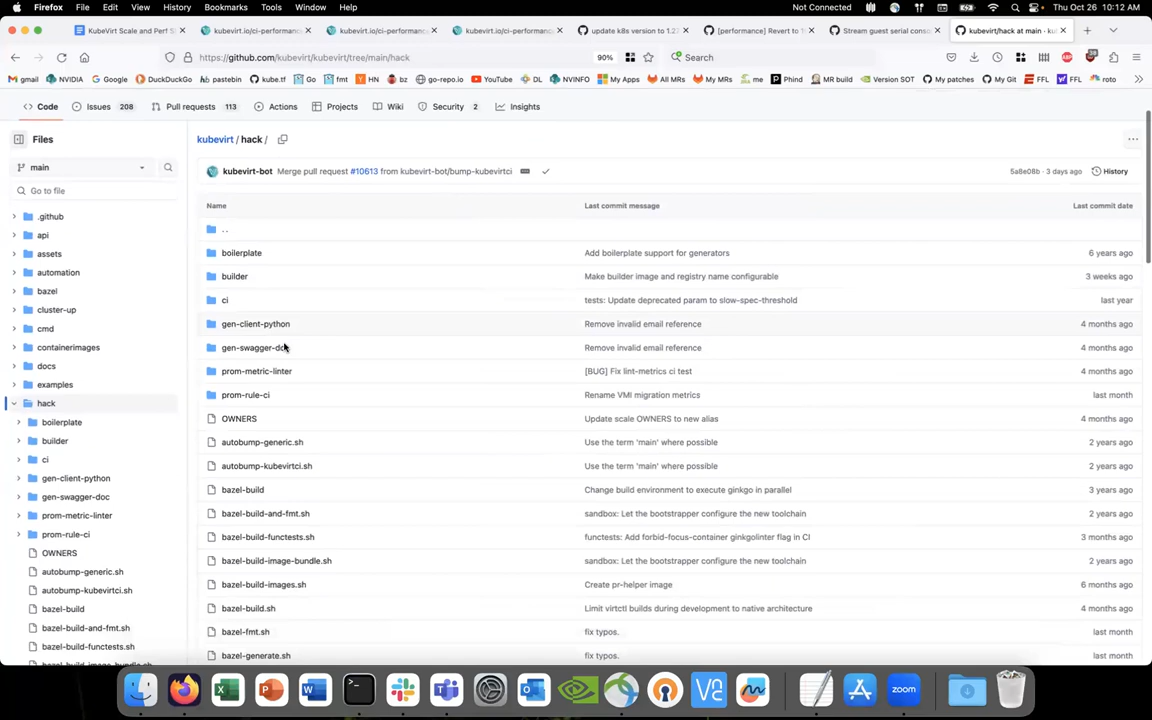 Firefox File Edit View History Bookmarks Tools Window Help Not Connected Thu Oct 26 10:12 AM
KubeVirt Scale and Perf S kubevirt.io/ci-performan kubevirt.io/ci-performanc kubevirt.io/ci-performanc update k8s version to 1.2 [performance] Revert to Stream guest serial conso kubevirt/hack at main
https://github.com/kubevirt/kubevirt/tree/main/hack 90% Search
gmail NVIDIA Google DuckDuckGo pastebin kube.tf Kind HN bz go-repo.io YouTube DL NVINFO My Apps All MRs My MRs me Phind MR build Version SOT My patches My Git FFL FFL roto
Code Issues 208 Pull requests 113 Actions Projects Wiki Security 2 Insights
Files
kubevirt / hack /
main
kubevirt-bot Merge pull request #10613 from kubevirt-bot/bump-kubevirtci 5a8e08b · 3 days ago History
Go to file
Name Last commit message Last commit date
.github
..
api
boilerplate Add boilerplate support for generators 6 years ago
assets
automation
builder Make builder image and registry name configurable 3 weeks ago
bazel
ci tests: Update deprecated param to slow-spec-threshold last year
cluster-up
gen-client-python Remove invalid email reference 4 months ago
cmd
containerimages
gen-swagger-doc Remove invalid email reference 4 months ago
docs
prom-metric-linter [BUG] Fix lint-metrics ci test 4 months ago
examples
prom-rule-ci Rename VMI migration metrics last month
hack
OWNERS Update scale OWNERS to new alias 4 months ago
boilerplate
autobump-generic.sh Use the term 'main' where possible 2 years ago
builder
autobump-kubevirtci.sh Use the term 'main' where possible 2 years ago
ci
gen-client-python
bazel-build Change build environment to execute ginkgo in parallel 3 years ago
gen-swagger-doc
bazel-build-and-fmt.sh sandbox: Let the bootstrapper configure the new toolchain 2 years ago
prom-metric-linter
prom-rule-ci
bazel-build-functests.sh functests: Add forbid-focus-container ginkgolinter flag in CI 3 months ago
OWNERS
bazel-build-image-bundle.sh sandbox: Let the bootstrapper configure the new toolchain 2 years ago
autobump-generic.sh
bazel-build-images.sh Create pr-helper image 6 months ago
autobump-kubevirtci.sh
bazel-build
bazel-build.sh Limit virtctl builds during development to native architecture 4 months ago
bazel-build-and-fmt.sh
bazel-fmt.sh fix typos. last month
bazel-build-functests.sh
bazel-generate.sh fix typos. last month
bazel-build-image-bundle.sh
zoom